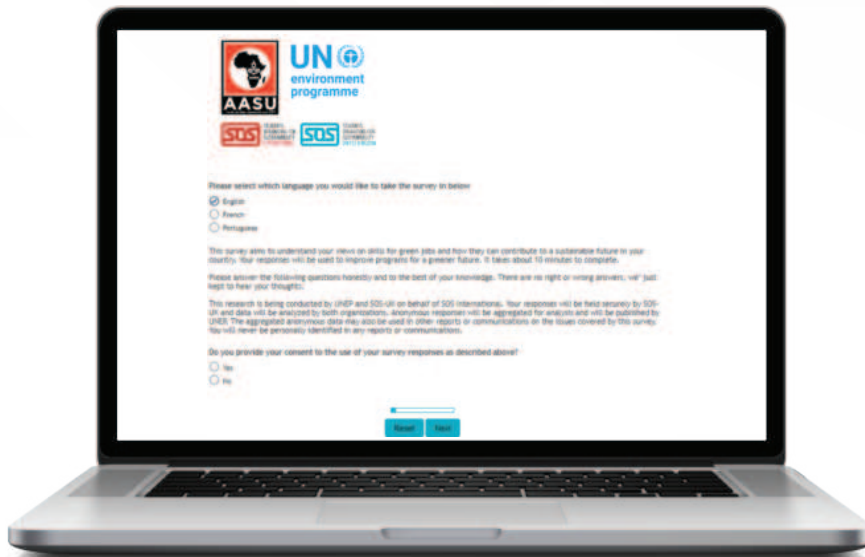 AASU
UN
environment
programme
SOS
SOS
Please select which language you would like to take the survey in below
English
French
Portuguese
This survey aims to understand your views on skills for green jobs and how they can contribute to a sustainable future in your
country. Your responses will be used to improve programs for a greener future. It takes about 10 minutes to complete.
Please answer the following questions honestly and to the best of your knowledge. There are no right or wrong answers, we' just
kept to hear your thoughts.
This research is being conducted by UNEP and SOS-UK on behalf of SOS International. Your responses will be held securely by SOS-
UK and data will be analyzed by both organizations. Anonymous responses will be aggregated for analysis and will be published by
UNEP. The aggregated anonymous data may also be used in other reports or communications on the issues covered by this survey.
You will never be personally identified in any reports or communications.
Do you provide your consent to the use of your survey responses as described above?
Yes
No
Reset Next